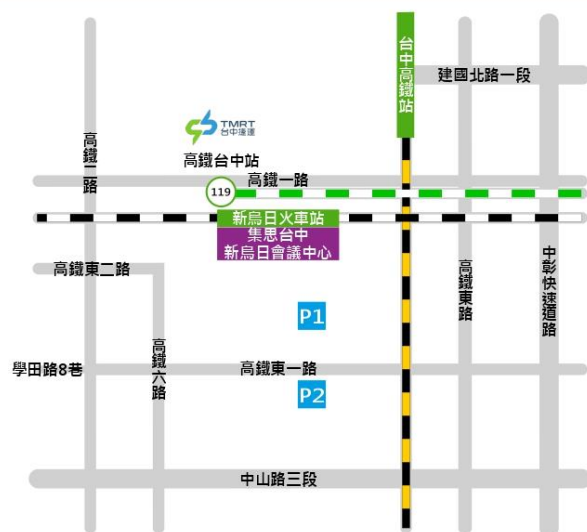 台中高鐵站
建國北路一段
TMRT
台中捷運
高鐵二路
高鐵台中站
119
高鐵一路
新烏日火車站
集思台中
新烏日會議中心
高鐵東二路
高鐵東路
中彰快速道路
P1
高鐵六路
學田路8巷
高鐵東一路
P2
中山路三段